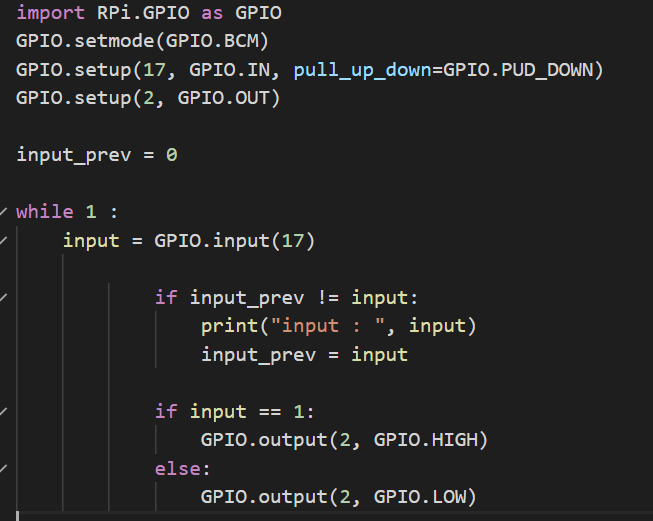 import RPi.GPIO as GPIO
GPIO.setmode(GPIO.BCM)
GPIO.setup(17, GPIO.IN, pull_up_down=GPIO.PUD_DOWN)
GPIO.setup(2, GPIO.OUT)

input_prev = 0

while 1 :
    input = GPIO.input(17)

            if input_prev != input:
                print("input : ", input)
                input_prev = input

            if input == 1:
                GPIO.output(2, GPIO.HIGH)
            else:
                GPIO.output(2, GPIO.LOW)